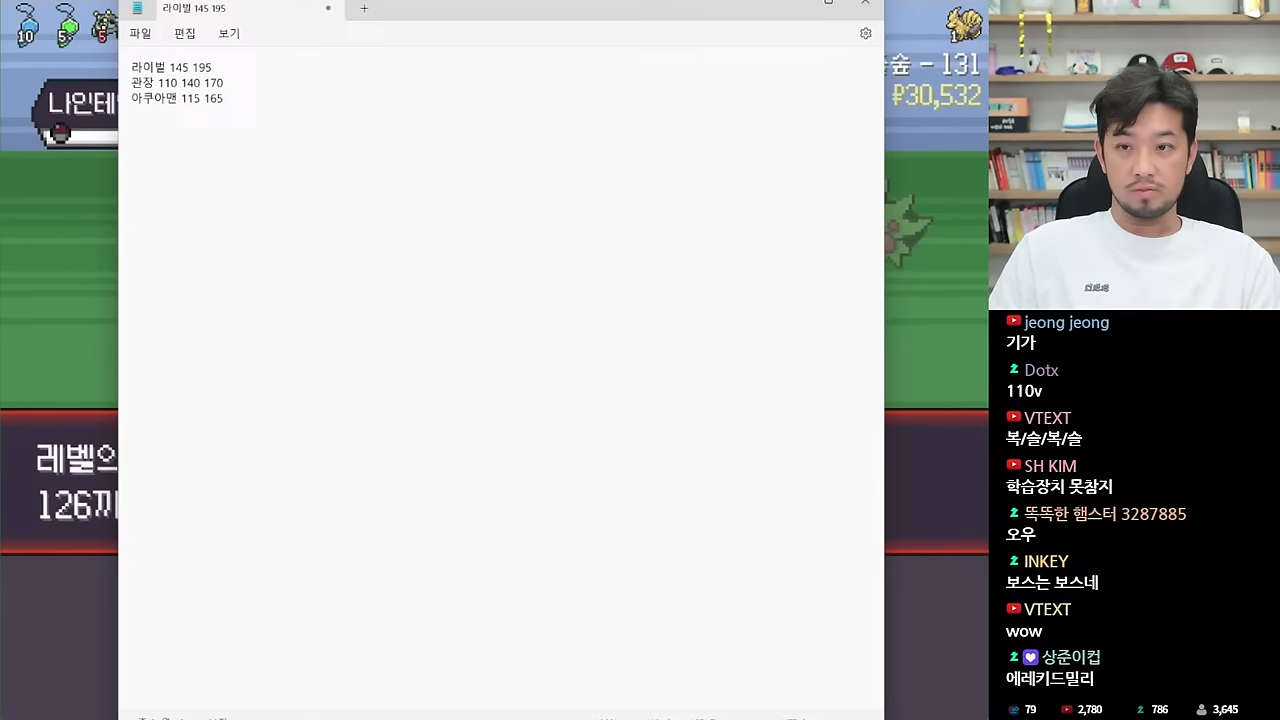 라이벌 145 195
파일 편집 보기
라이벌 145 195
관장 110 140 170
아쿠아맨 115 165
10 5 5
1
숲 - 131
₽30,532
나인테
레벨으
126까
jeong jeong
기가
Dotx
110v
VTEXT
복/슬/복/슬
SH KIM
학습장치 못참지
똑똑한 햄스터 3287885
오우
INKEY
보스는 보스네
VTEXT
wow
상준이컵
에레키드밀리
79 2,780 786 3,645